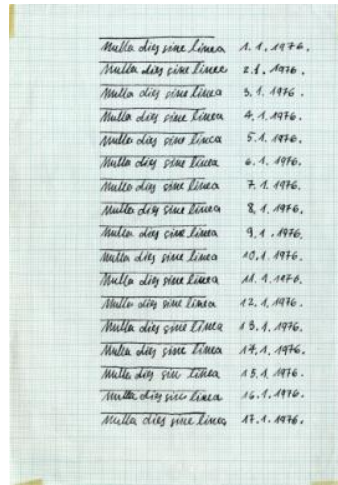 Nulla dies sine linea 1. 1. 1976.
Nulla dies sine linea 2. 1. 1976.
Nulla dies sine linea 3. 1. 1976.
Nulla dies sine linea 4. 1. 1976.
Nulla dies sine linea 5. 1. 1976.
Nulla dies sine linea 6. 1. 1976.
Nulla dies sine linea 7. 1. 1976.
Nulla dies sine linea 8. 1. 1976.
Nulla dies sine linea 9. 1. 1976.
Nulla dies sine linea 10. 1. 1976.
Nulla dies sine linea 11. 1. 1976.
Nulla dies sine linea 12. 1. 1976.
Nulla dies sine linea 13. 1. 1976.
Nulla dies sine linea 14. 1. 1976.
Nulla dies sine linea 15. 1. 1976.
Nulla dies sine linea 16. 1. 1976.
Nulla dies sine linea 17. 1. 1976.